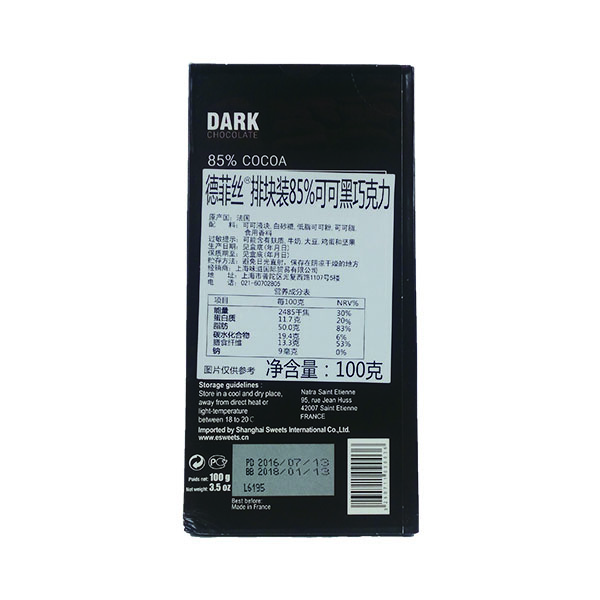 DARK
CHOCOLATE
85% COCOA
德菲丝®排块装85%可可黑巧克力
原产国：法国
配 料：可可液块，白砂糖，低脂可可粉，可可脂，
食用香料
过敏提示：可能含有麸质，牛奶，大豆，鸡蛋和坚果
生产日期：见盒底(年月日)
保质期至：见盒底(年月日)
贮存方法：避免日光直射，保存在阴凉干燥的地方
经销商：上海味道国际贸易有限公司
地 址：上海市普陀区光复西路1107号5楼
电 话：021-60702805
营养成分表
项目 每100克 NRV%
能量 2485千焦 30%
蛋白质 11.7克 20%
脂肪 50.0克 83%
碳水化合物 19.4克 6%
膳食纤维 13.3克 53%
钠 9毫克 0%
图片仅供参考 净含量：100克
Storage guidelines :
Store in a cool and dry place,
away from direct heat or
light-temperature
between 18 to 20C
Natra Saint Etienne
95, rue Jean Huss
42007 Saint Etienne
FRANCE
Imported by Shanghai Sweets International Co.,Ltd.
www.esweets.cn
PD 2016/07/13
BB 2018/01/13
L6195
Poids net: 100 g
Net weight: 3.5 oz
Best before:
Made in France